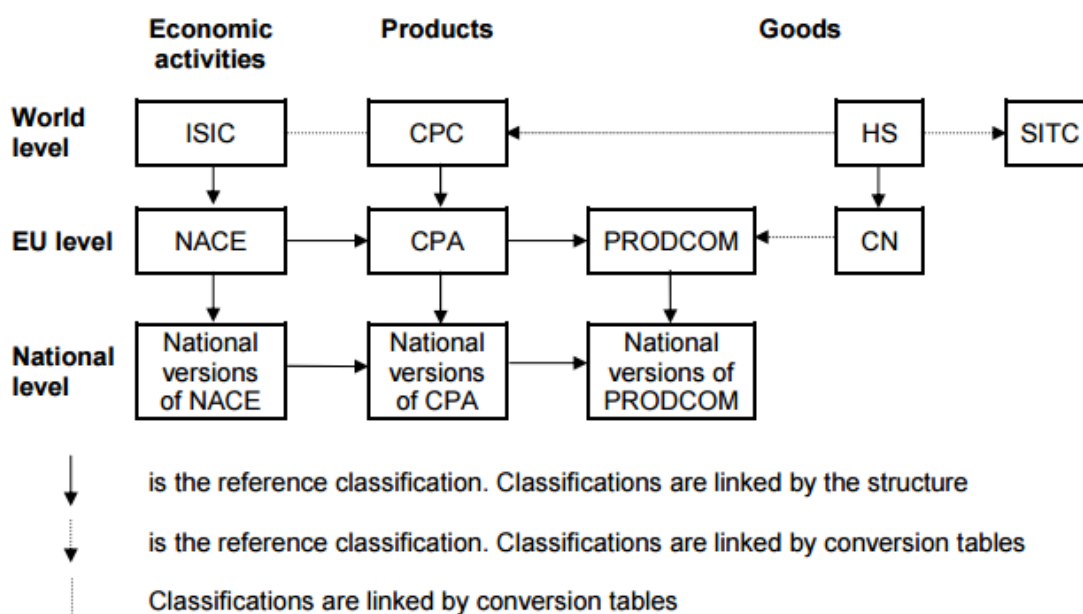 Economic
activities
Products
Goods
World
level
ISIC
CPC
HS
SITC
EU level
NACE
CPA
PRODCOM
CN
National
level
National
versions
of NACE
National
versions
of CPA
National
versions of
PRODCOM
is the reference classification. Classifications are linked by the structure
is the reference classification. Classifications are linked by conversion tables
Classifications are linked by conversion tables